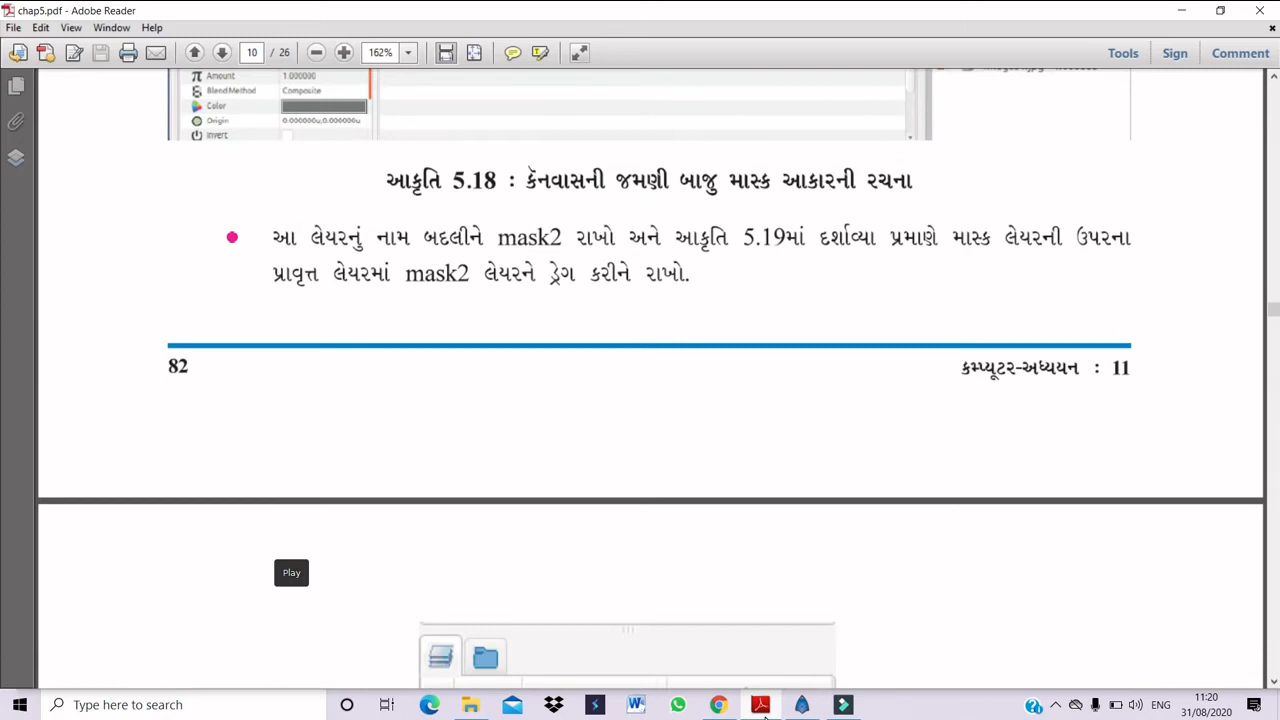 chap5.pdf - Adobe Reader
File Edit View Window Help
10 / 26 162% Tools Sign Comment
Amount 1.000000
Blend Method Composite
Color
Origin 0.000000u,0.000000u
Invert
આકૃતિ 5.18 : કૅનવાસની જમણી બાજુ માસ્ક આકારની રચના
આ લેયરનું નામ બદલીને mask2 રાખો અને આકૃતિ 5.19માં દર્શાવ્યા પ્રમાણે માસ્ક લેયરની ઉપરના
પ્રાવૃત્ત લેયરમાં mask2 લેયરને ડ્રેગ કરીને રાખો.
82 કમ્પ્યૂટર-અધ્યયન : 11
Play
Type here to search
ENG
11:20
31/08/2020